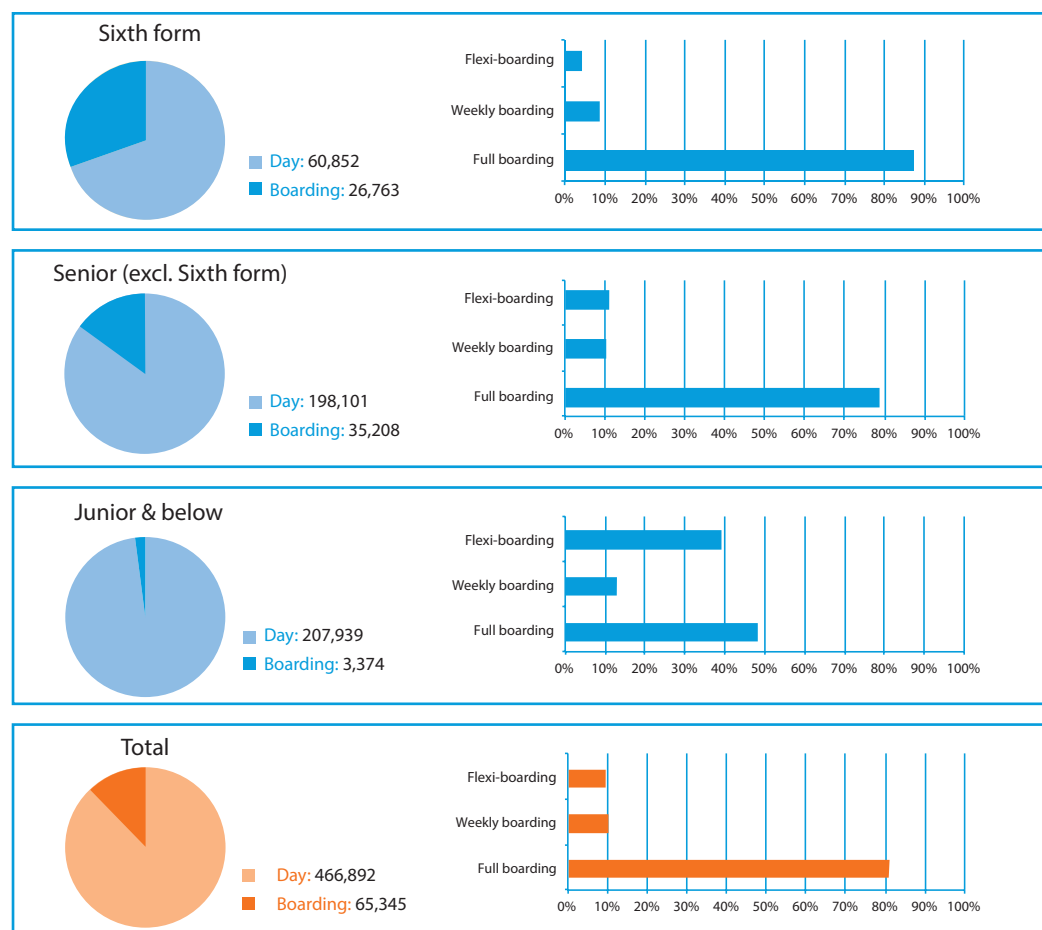 Sixth form
Day: 60,852
Boarding: 26,763
Flexi-boarding
Weekly boarding
Full boarding
0% 10% 20% 30% 40% 50% 60% 70% 80% 90% 100%
Senior (excl. Sixth form)
Day: 198,101
Boarding: 35,208
Flexi-boarding
Weekly boarding
Full boarding
0% 10% 20% 30% 40% 50% 60% 70% 80% 90% 100%
Junior & below
Day: 207,939
Boarding: 3,374
Flexi-boarding
Weekly boarding
Full boarding
0% 10% 20% 30% 40% 50% 60% 70% 80% 90% 100%
Total
Day: 466,892
Boarding: 65,345
Flexi-boarding
Weekly boarding
Full boarding
0% 10% 20% 30% 40% 50% 60% 70% 80% 90% 100%